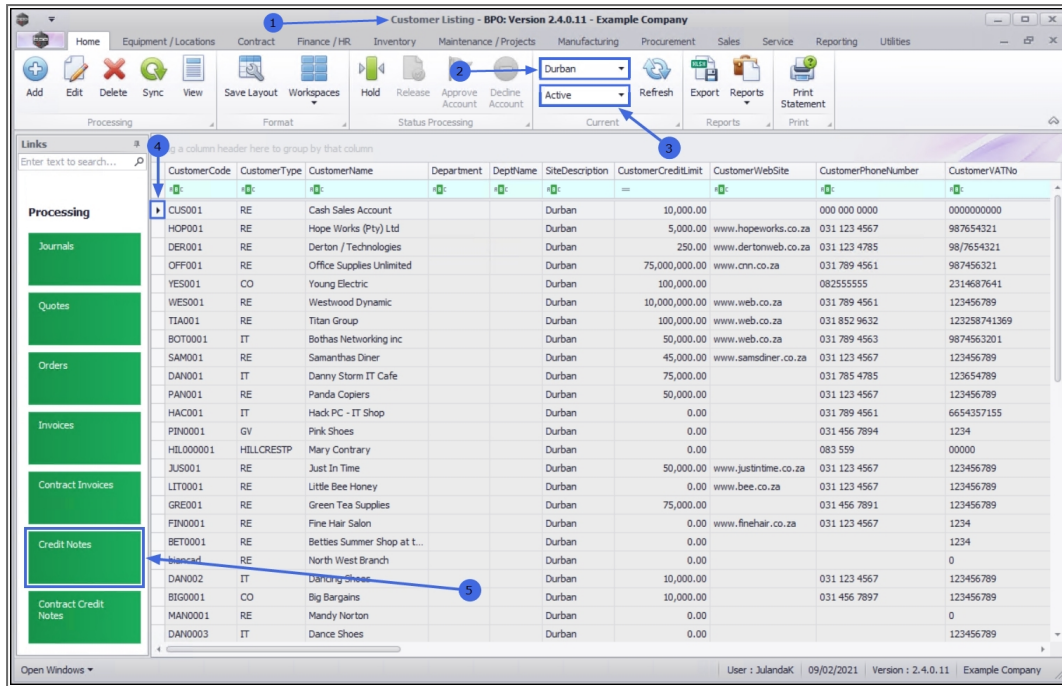 Customer Listing - BPO: Version 2.4.0.11 - Example Company
1
Home Equipment / Locations Contract Finance / HR Inventory Maintenance / Projects Manufacturing Procurement Sales Service Reporting Utilities
2
Durban
Active
Add Edit Delete Sync View Save Layout Workspaces Hold Release Approve Account Decline Account Refresh Export Reports Print Statement
Processing Format Status Processing Current Reports Print
3
4
Links
Enter text to search...
a column header here to group by that column
CustomerCode CustomerType CustomerName Department DeptName SiteDescription CustomerCreditLimit CustomerWebSite CustomerPhoneNumber CustomerVATNo
Processing
Journals
Quotes
Orders
Invoices
Contract Invoices
Credit Notes
Contract Credit Notes
CUS001 RE Cash Sales Account Durban 10,000.00 000 000 0000 0000000000
HOP001 RE Hope Works (Pty) Ltd Durban 5,000.00 www.hopeworks.co.za 031 123 4567 987654321
DER001 RE Derton / Technologies Durban 250.00 www.dertonweb.co.za 031 123 4785 98/7654321
OFF001 RE Office Supplies Unlimited Durban 75,000,000.00 www.cnn.co.za 031 789 4561 987456321
YES001 CO Young Electric Durban 100,000.00 082555555 2314687641
WES001 RE Westwood Dynamic Durban 10,000,000.00 www.web.co.za 031 789 4561 123456789
TIA001 RE Titan Group Durban 100,000.00 www.web.co.za 031 852 9632 123258741369
BOT0001 IT Bothas Networking inc Durban 50,000.00 www.web.co.za 031 789 4563 9874563201
SAM001 RE Samanthas Diner Durban 45,000.00 www.samsdiner.co.za 031 123 4567 123456789
DAN001 IT Danny Storm IT Cafe Durban 75,000.00 031 785 4785 123654789
PAN001 RE Panda Copiers Durban 50,000.00 031 123 4567 123456789
HAC001 IT Hack PC - IT Shop Durban 0.00 031 789 4561 6654357155
PIN0001 GV Pink Shoes Durban 0.00 031 456 7894 1234
HIL000001 HILLCRESTP Mary Contrary Durban 0.00 083 559 00000
JUS001 RE Just In Time Durban 50,000.00 www.justintime.co.za 031 123 4567 123456789
LIT0001 RE Little Bee Honey Durban 0.00 www.bee.co.za 031 123 4567 123456789
GRE001 RE Green Tea Supplies Durban 75,000.00 031 456 7891 123456789
FIN0001 RE Fine Hair Salon Durban 0.00 www.finehair.co.za 031 123 4567 1234
BET0001 RE Betties Summer Shop at t... Durban 0.00 1234
biancad RE North West Branch Durban 0.00 0
DAN002 IT Dancing Shoes Durban 10,000.00 031 123 4567 123456789
BIG0001 CO Big Bargains Durban 10,000.00 031 456 7897 123456789
MAN0001 RE Mandy Norton Durban 0.00 0
DAN0003 IT Dance Shoes Durban 0.00 123456789
5
Open Windows User : JulandaK 09/02/2021 Version : 2.4.0.11 Example Company